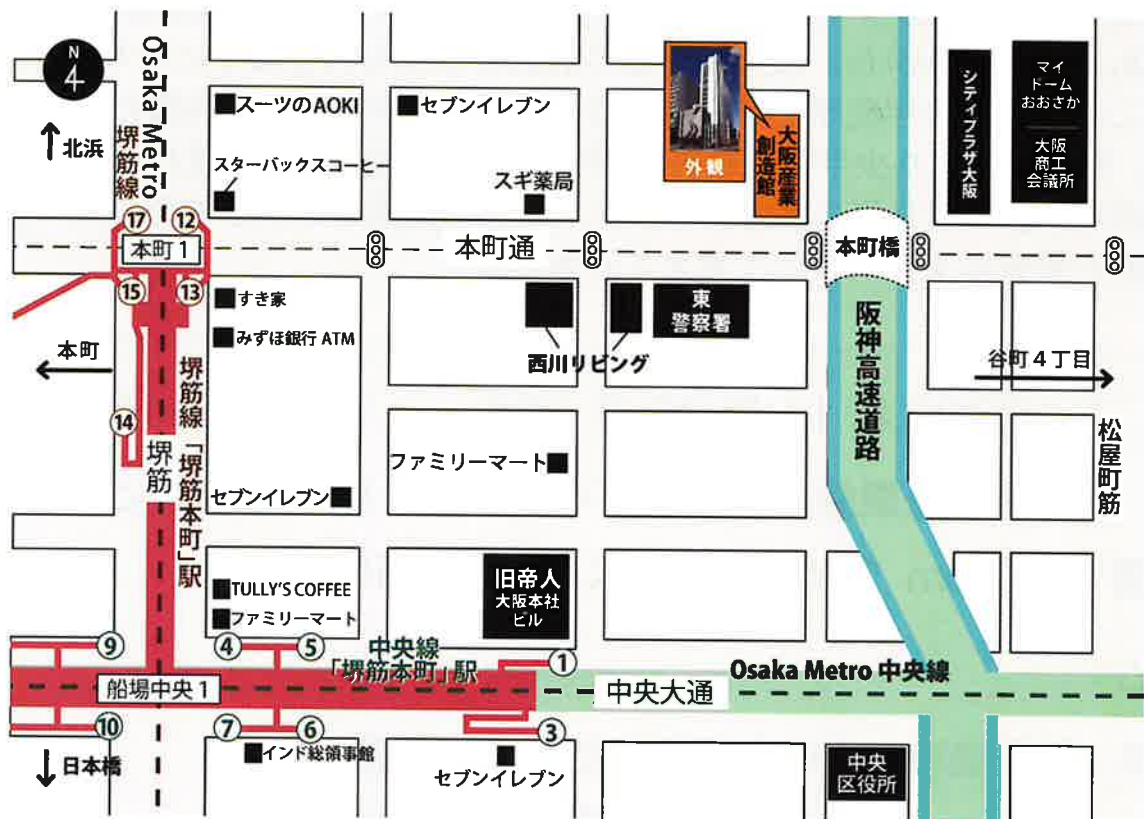 N
4
北浜
Osaka Metro
堺筋線
スーツのAOKI
セブンイレブン
スターバックスコーヒー
スギ薬局
外観
大阪産業
創造館
シティプラザ大阪
マイ
ドーム
おおさか
大阪
商工
会議所
⑰
⑫
本町1
⑮
⑬
本町通
本町橋
すき家
みずほ銀行 ATM
西川リビング
東
警察署
本町
阪神高速道路
谷町4丁目
松屋町筋
⑭
堺筋
堺筋線「堺筋本町」駅
ファミリーマート
セブンイレブン
TULLY'S COFFEE
ファミリーマート
旧帝人
大阪本社
ビル
⑨
④
⑤
中央線
「堺筋本町」駅
①
Osaka Metro 中央線
船場中央1
中央大通
⑩
⑦
⑥
③
日本橋
インド総領事館
セブンイレブン
中央
区役所